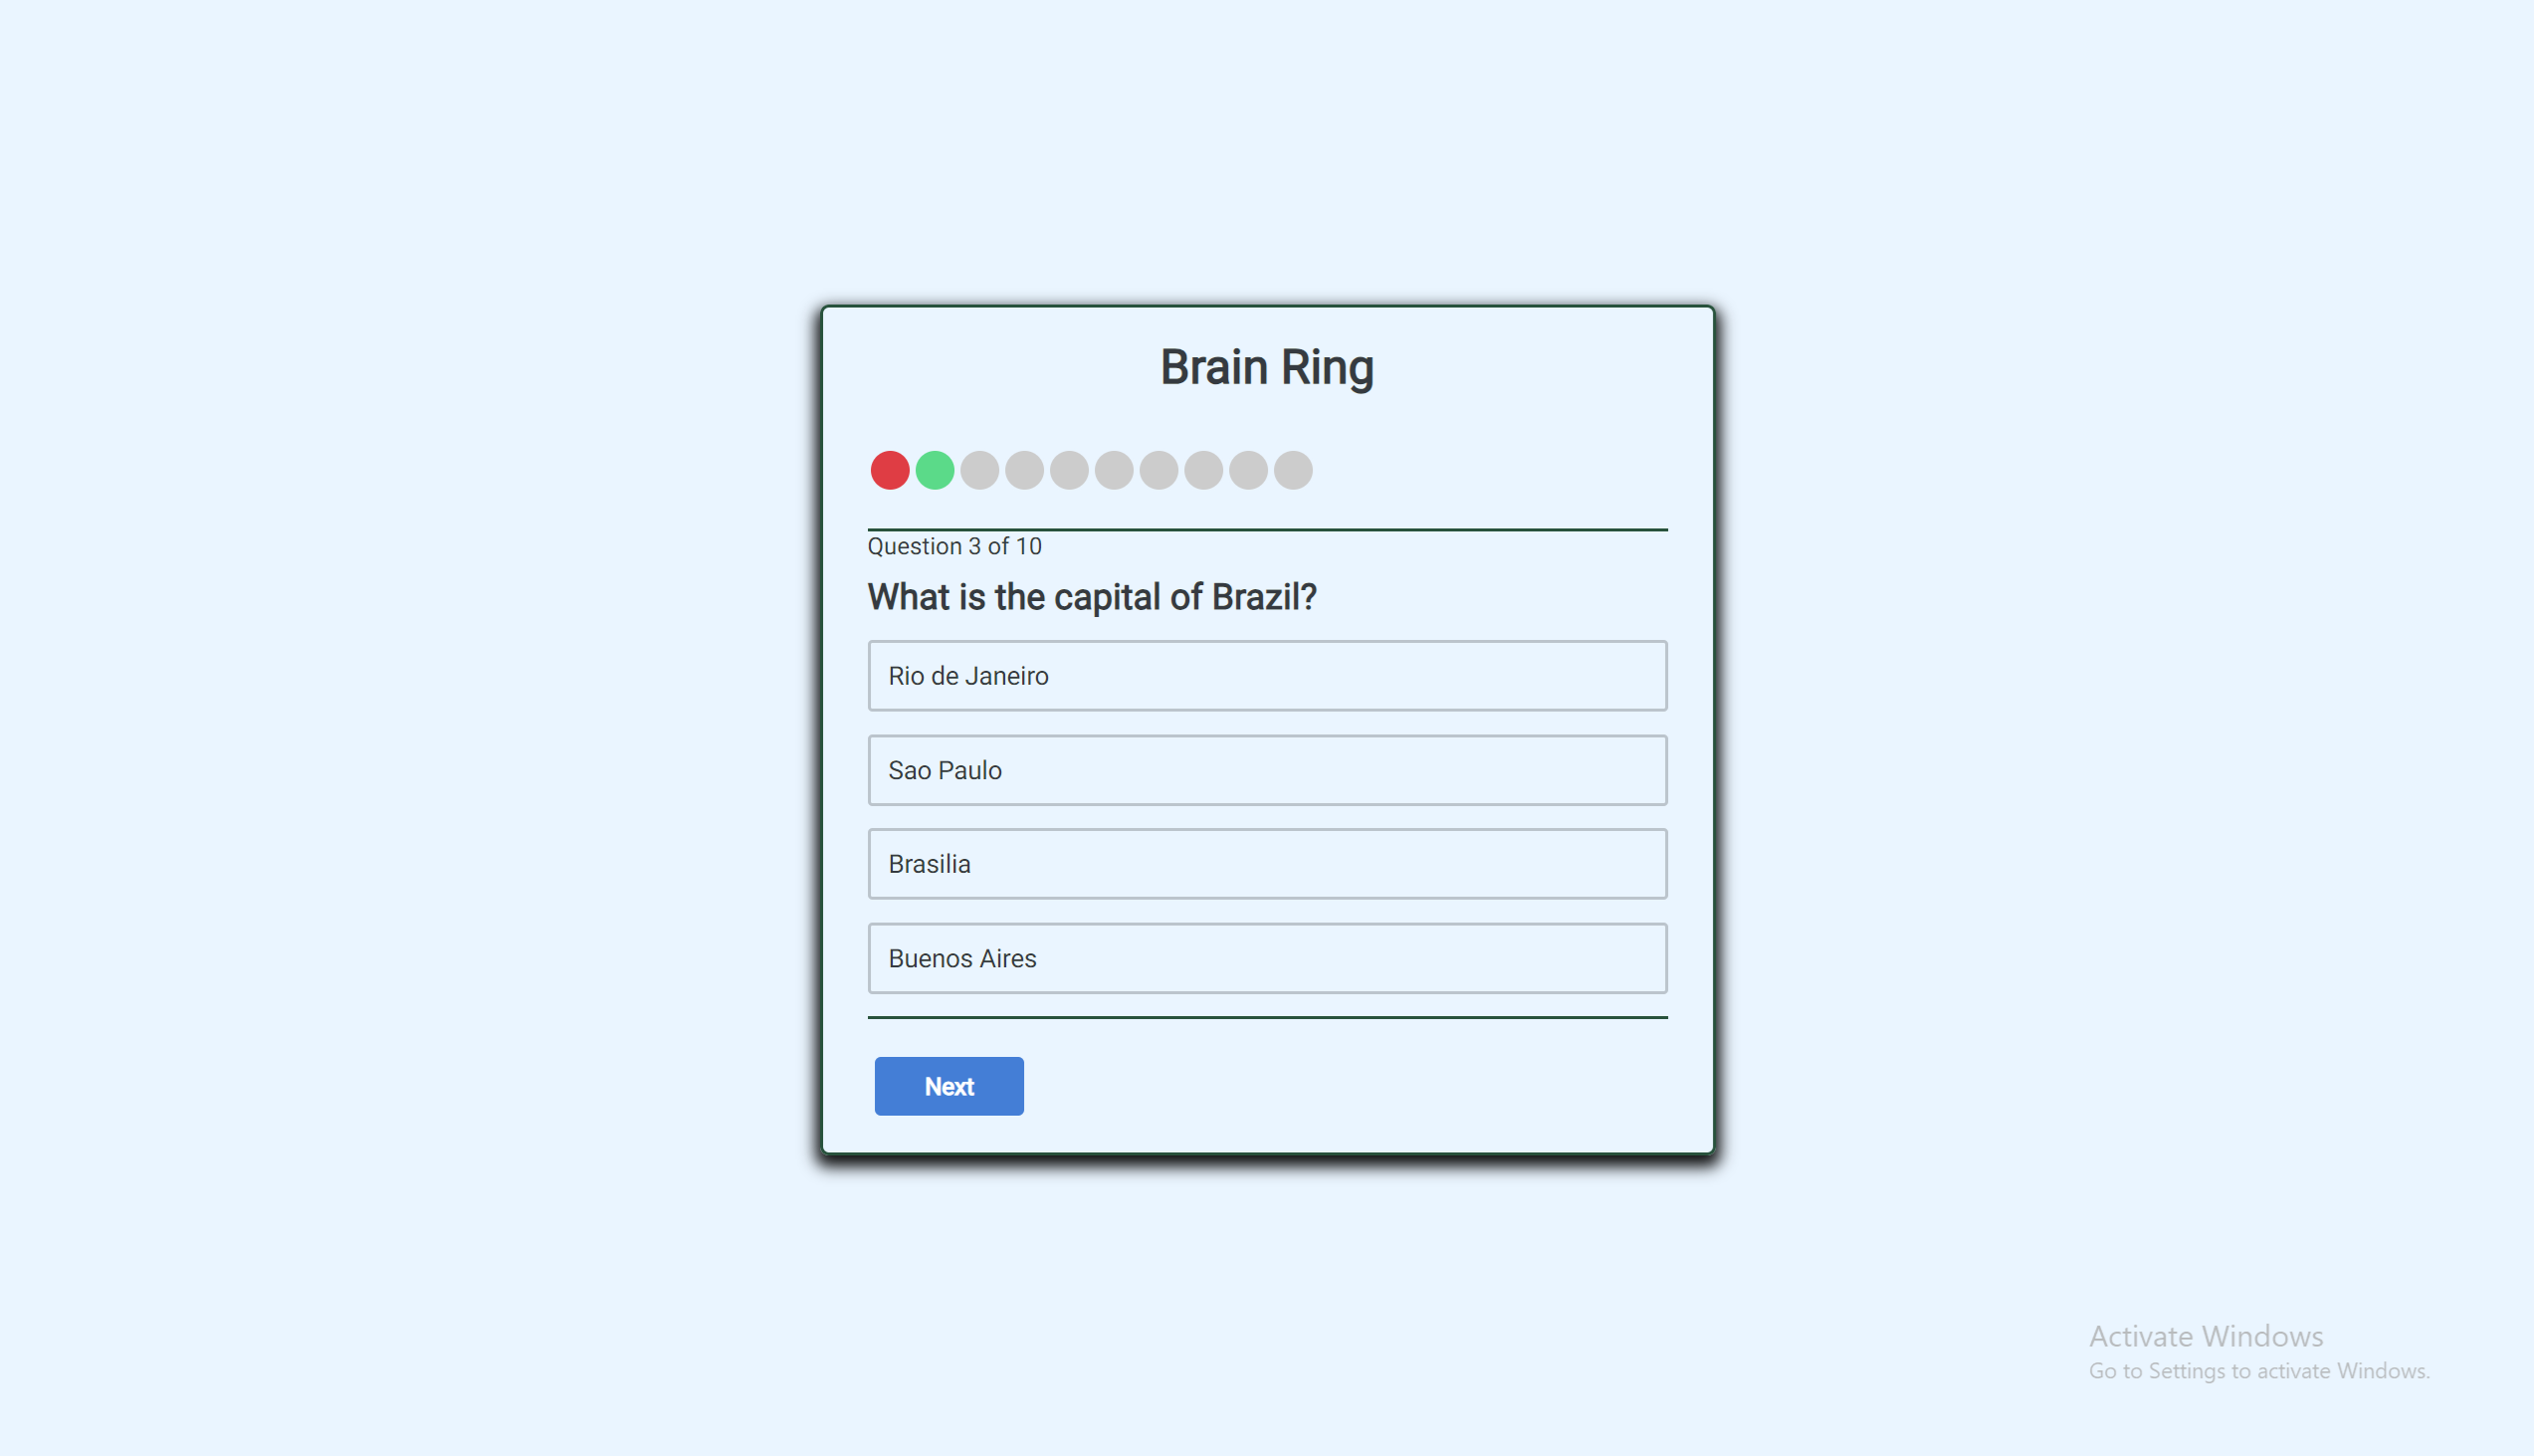 Brain Ring
Question 3 of 10
What is the capital of Brazil?
Rio de Janeiro
Sao Paulo
Brasilia
Buenos Aires
Next
Activate Windows
Go to Settings to activate Windows.